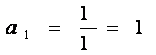 a₁ = 1/1 = 1